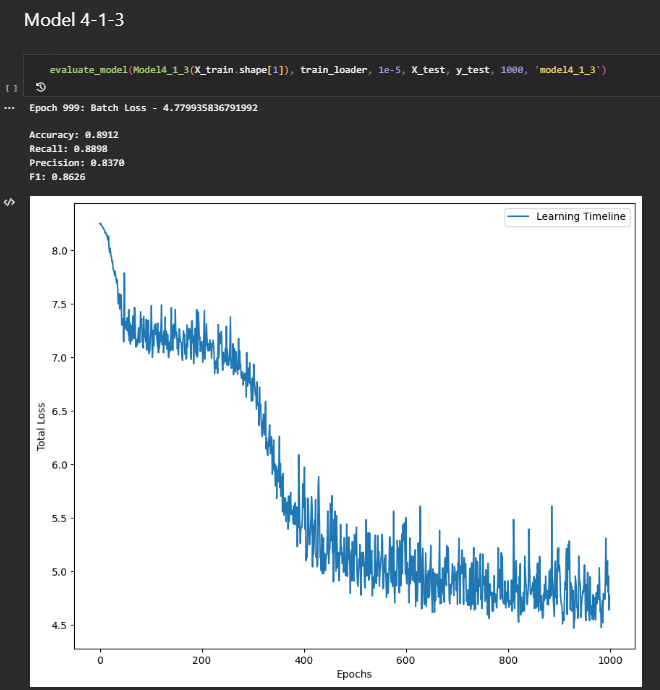 Model 4-1-3
evaluate_model(Model4_1_3(X_train.shape[1]), train_loader, 1e-5, X_test, y_test, 1000, 'model4_1_3')
[ ]
... Epoch 999: Batch Loss - 4.779935836791992
Accuracy: 0.8912
Recall: 0.8898
Precision: 0.8370
F1: 0.8626
</>
Learning Timeline
8.0
7.5
7.0
6.5
6.0
5.5
5.0
4.5
Total Loss
0 200 400 600 800 1000
Epochs